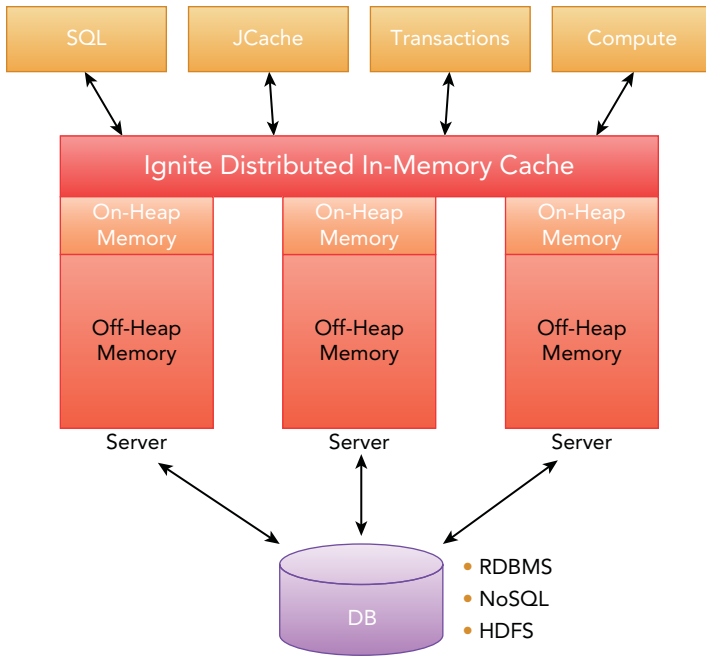 SQL
JCache
Transactions
Compute
Ignite Distributed In-Memory Cache
On-Heap
Memory
On-Heap
Memory
On-Heap
Memory
Off-Heap
Memory
Off-Heap
Memory
Off-Heap
Memory
Server
Server
Server
DB
• RDBMS
• NoSQL
• HDFS